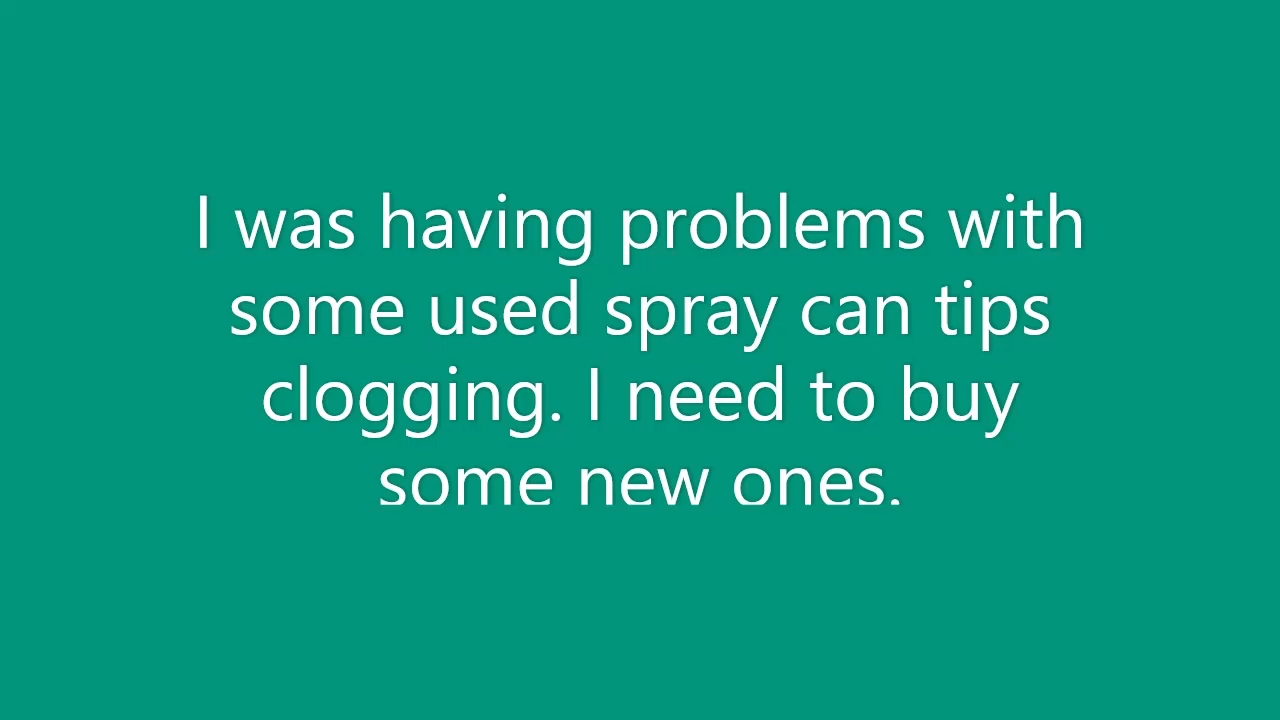 I was having problems with
some used spray can tips
clogging. I need to buy
some new ones.